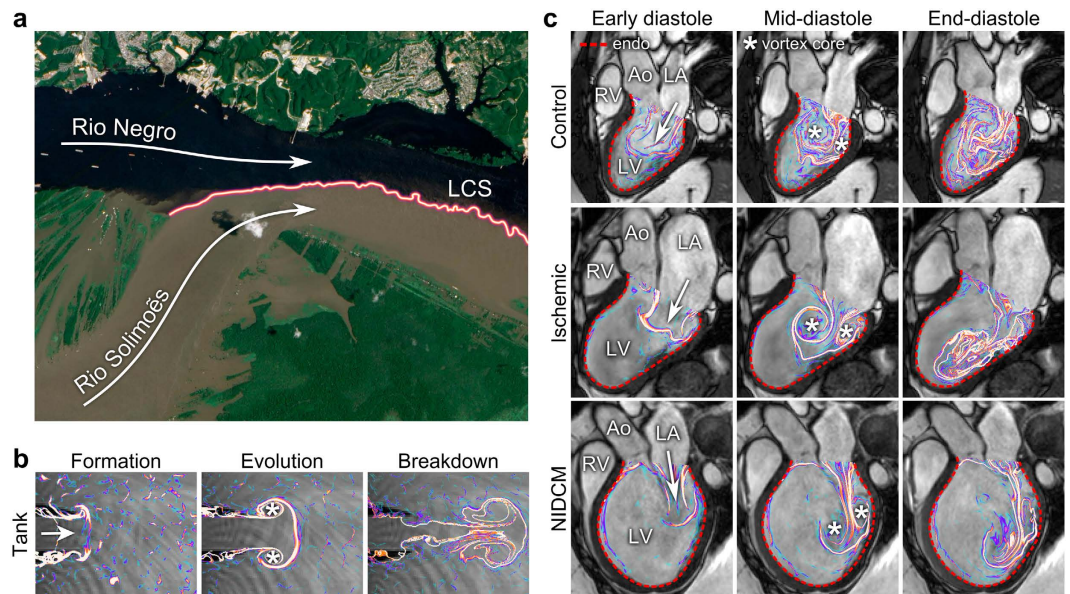 a
Rio Negro
LCS
Rio Solimoẽs
b
Formation
Evolution
Breakdown
Tank
*
*
c
Early diastole
Mid-diastole
End-diastole
Control
endo
* vortex core
Ao
LA
RV
LV
*
*
Ischemic
Ao
LA
RV
LV
*
*
NIDCM
Ao
LA
RV
LV
*
*